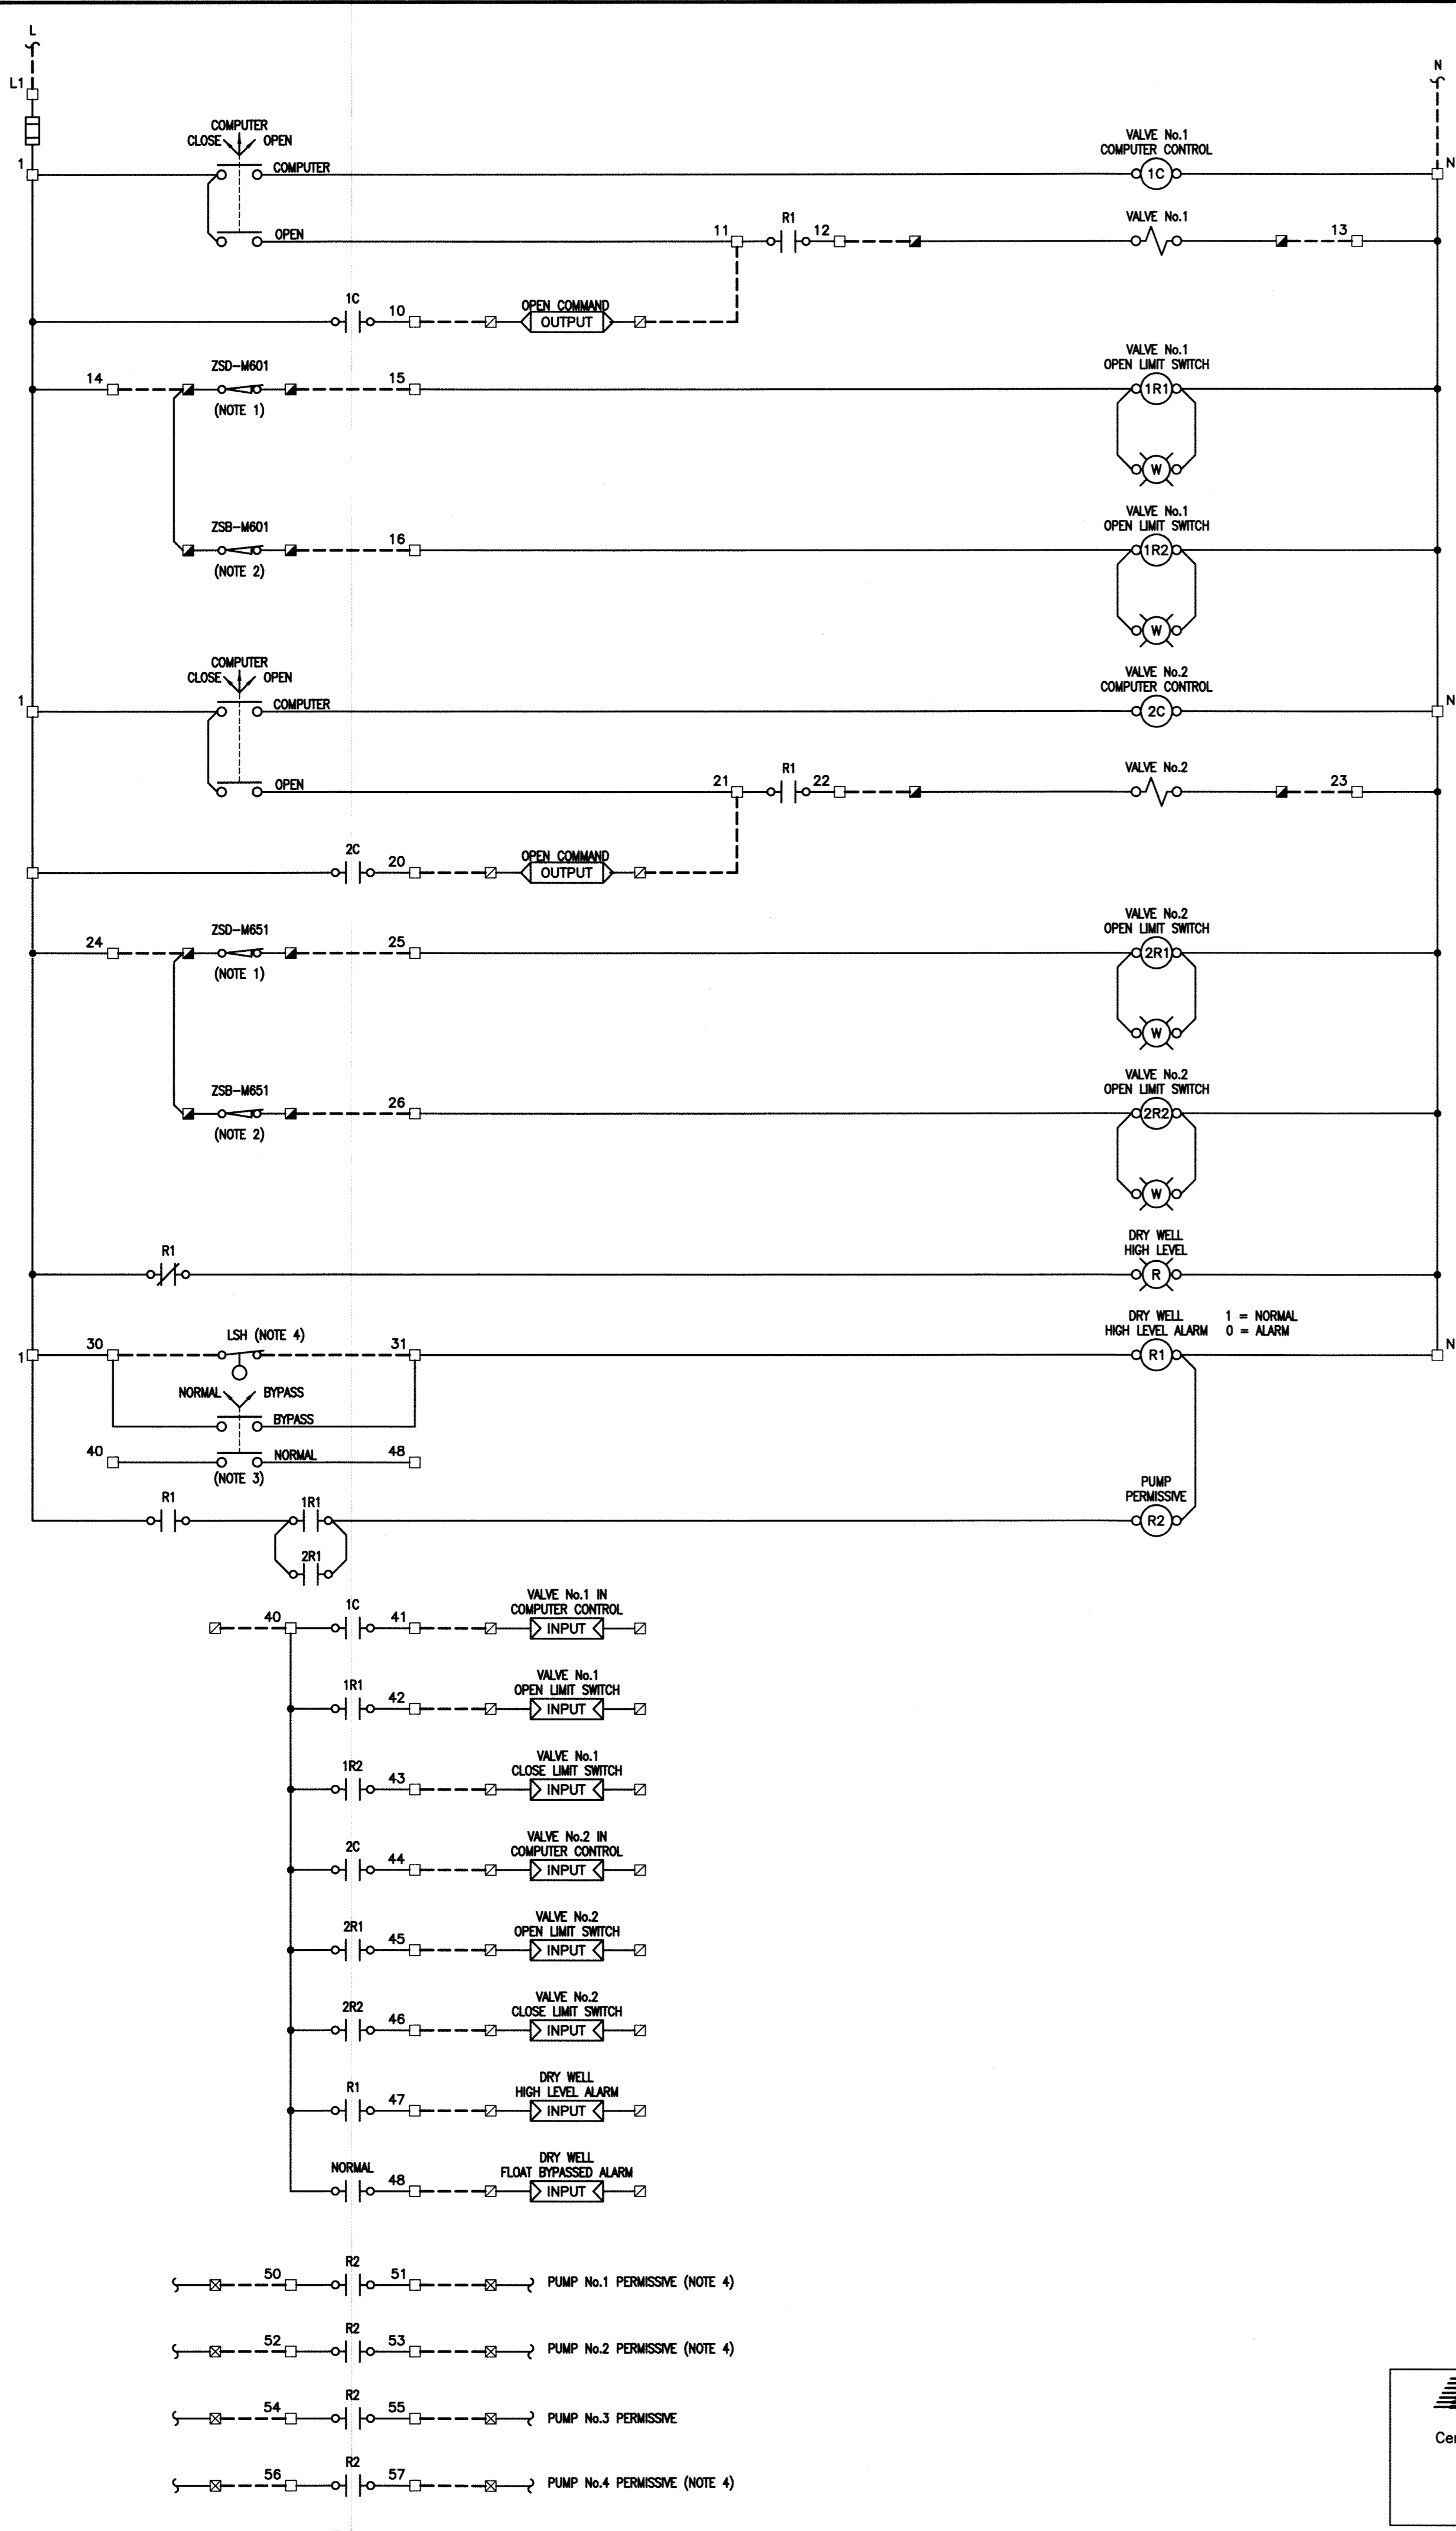 L
L1
N
COMPUTER
CLOSE OPEN
VALVE No.1
COMPUTER CONTROL
1 COMPUTER 1C N
OPEN 11 R1 12 VALVE No.1 13
1C 10 OPEN COMMAND
OUTPUT
VALVE No.1
OPEN LIMIT SWITCH
14 ZSD-M601 15 1R1
(NOTE 1)
W
VALVE No.1
OPEN LIMIT SWITCH
ZSB-M601 16 1R2
(NOTE 2)
W
COMPUTER
CLOSE OPEN
VALVE No.2
COMPUTER CONTROL
1 COMPUTER 2C N
OPEN 21 R1 22 VALVE No.2 23
2C 20 OPEN COMMAND
OUTPUT
VALVE No.2
OPEN LIMIT SWITCH
24 ZSD-M651 25 2R1
(NOTE 1)
W
VALVE No.2
OPEN LIMIT SWITCH
ZSB-M651 26 2R2
(NOTE 2)
W
DRY WELL
HIGH LEVEL
R1 R
DRY WELL 1 = NORMAL
HIGH LEVEL ALARM 0 = ALARM
1 30 LSH (NOTE 4) 31 R1 N
NORMAL BYPASS
BYPASS
40 NORMAL 48
(NOTE 3)
PUMP
PERMISSIVE
R1 1R1 R2
2R1
VALVE No.1 IN
COMPUTER CONTROL
40 1C 41 INPUT
VALVE No.1
OPEN LIMIT SWITCH
1R1 42 INPUT
VALVE No.1
CLOSE LIMIT SWITCH
1R2 43 INPUT
VALVE No.2 IN
COMPUTER CONTROL
2C 44 INPUT
VALVE No.2
OPEN LIMIT SWITCH
2R1 45 INPUT
VALVE No.2
CLOSE LIMIT SWITCH
2R2 46 INPUT
DRY WELL
HIGH LEVEL ALARM
R1 47 INPUT
DRY WELL
FLOAT BYPASSED ALARM
NORMAL 48 INPUT
50 R2 51 PUMP No.1 PERMISSIVE (NOTE 4)
52 R2 53 PUMP No.2 PERMISSIVE (NOTE 4)
54 R2 55 PUMP No.3 PERMISSIVE
56 R2 57 PUMP No.4 PERMISSIVE (NOTE 4)